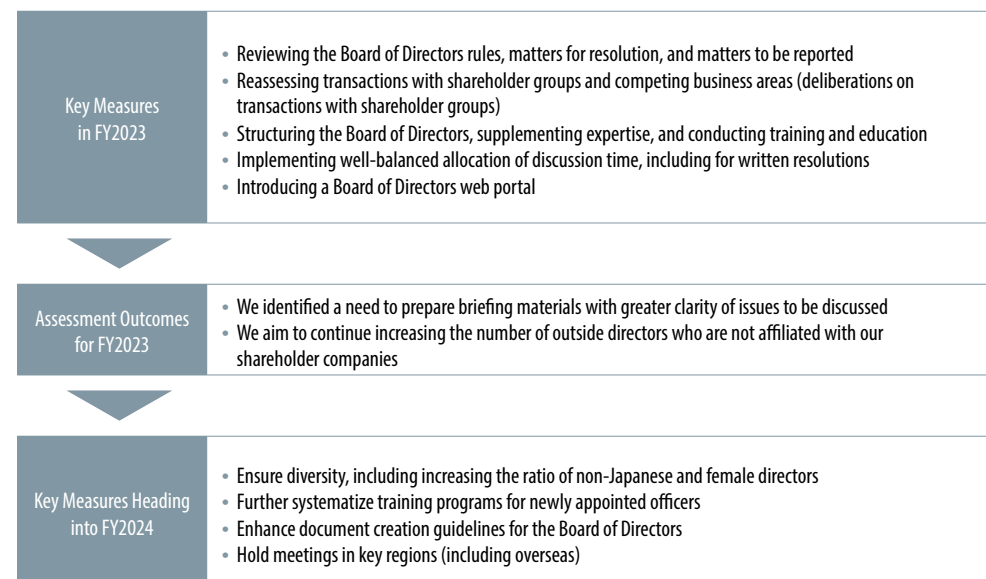 Key Measures
in FY2023
• Reviewing the Board of Directors rules, matters for resolution, and matters to be reported
• Reassessing transactions with shareholder groups and competing business areas (deliberations on
transactions with shareholder groups)
• Structuring the Board of Directors, supplementing expertise, and conducting training and education
• Implementing well-balanced allocation of discussion time, including for written resolutions
• Introducing a Board of Directors web portal
Assessment Outcomes
for FY2023
• We identified a need to prepare briefing materials with greater clarity of issues to be discussed
• We aim to continue increasing the number of outside directors who are not affiliated with our
shareholder companies
Key Measures Heading
into FY2024
• Ensure diversity, including increasing the ratio of non-Japanese and female directors
• Further systematize training programs for newly appointed officers
• Enhance document creation guidelines for the Board of Directors
• Hold meetings in key regions (including overseas)